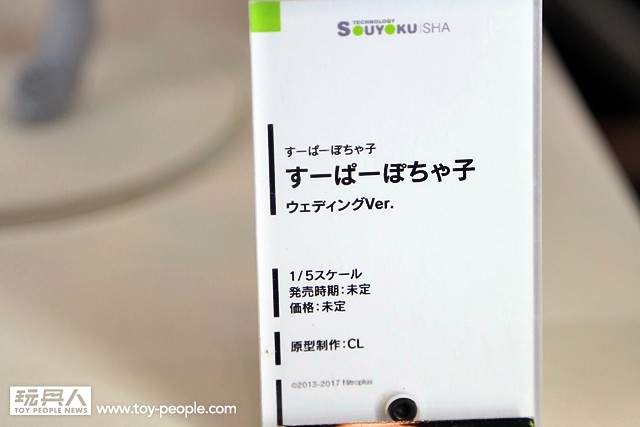 TECHNOLOGY
SOUYOKUISHA
すーぱーぽちゃ子
すーぱーぽちゃ子
ウェディングVer.
1/5スケール
発売時期：未定
価格：未定
原型制作：CL
©2013-2017 Nitroplus
玩具人
TOY PEOPLE NEWS
www.toy-people.com